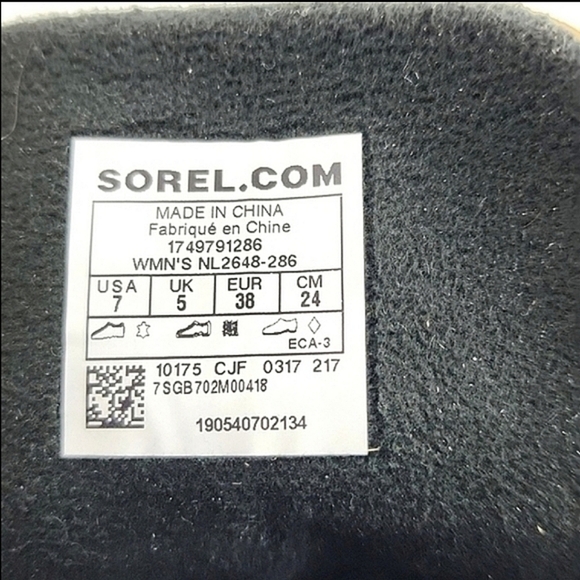 SOREL.COM
MADE IN CHINA
Fabriqué en Chine
1749791286
WMN'S NL2648-286
USA UK EUR CM
7 5 38 24
ECA-3
10175 CJF 0317 217
7SGB702M00418
190540702134